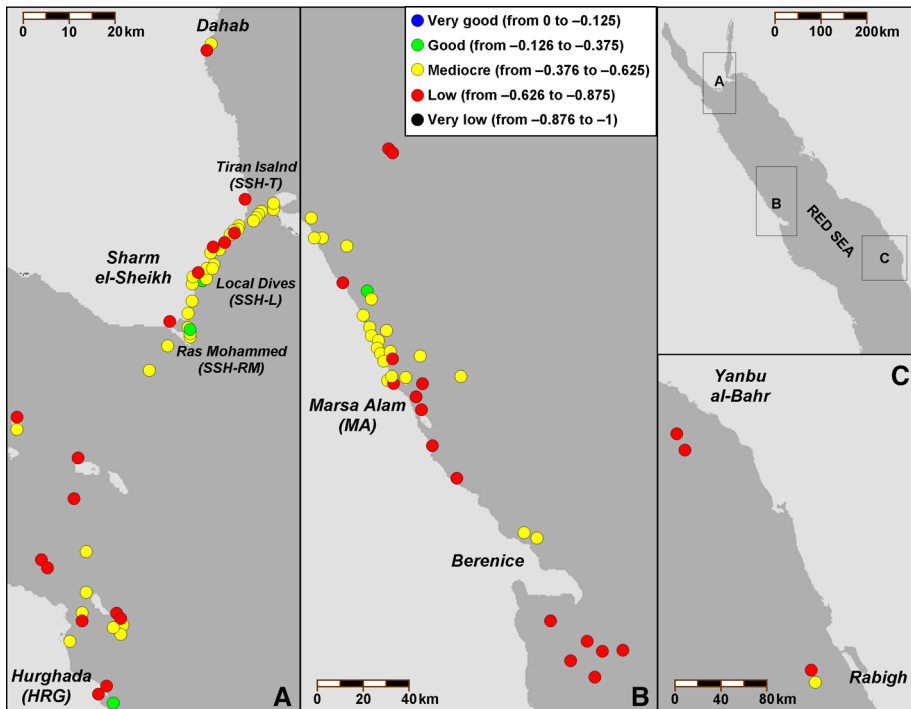 0 10 20 km
Dahab
Tiran Isalnd
(SSH-T)
Sharm
el-Sheikh
Local Dives
(SSH-L)
Ras Mohammed
(SSH-RM)
Hurghada
(HRG)
A
Very good (from 0 to –0.125)
Good (from –0.126 to –0.375)
Mediocre (from –0.376 to –0.625)
Low (from –0.626 to –0.875)
Very low (from –0.876 to –1)
Marsa Alam
(MA)
Berenice
0 20 40 km
B
0 100 200 km
A
B
RED SEA
C
C
Yanbu
al-Bahr
Rabigh
0 40 80 km